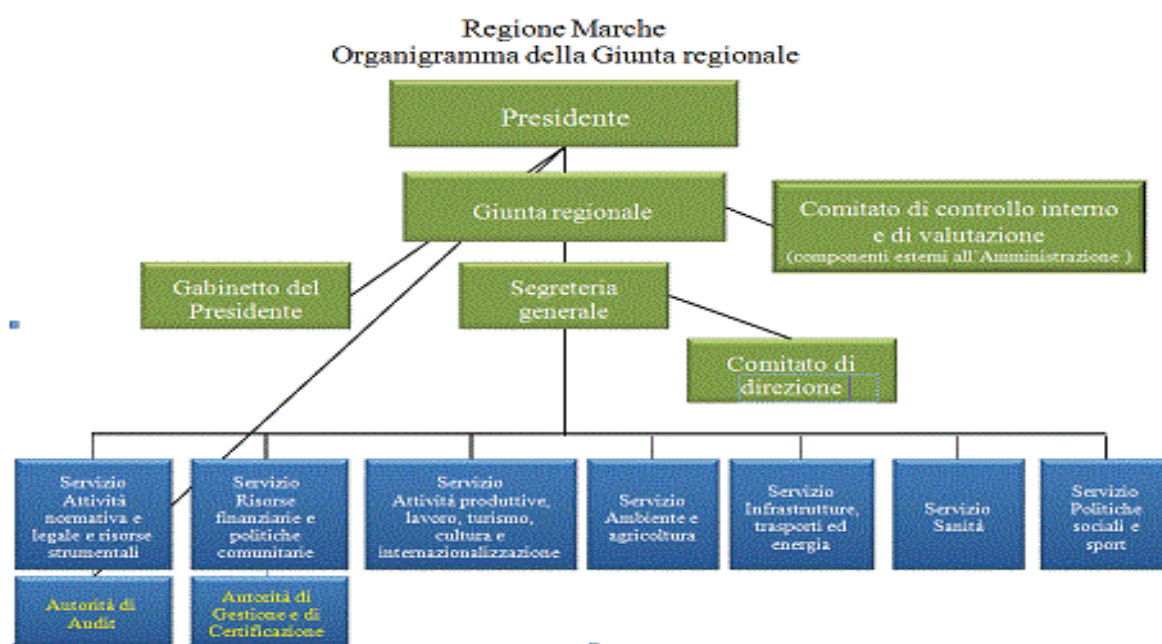 Regione Marche
Organigramma della Giunta regionale
Presidente
Giunta regionale
Comitato di controllo interno
e di valutazione
(componenti esterni all'Amministrazione )
Gabinetto del
Presidente
Segreteria
generale
Comitato di
direzione
Servizio
Attività
normativa e
legale e risorse
strumentali
Servizio
Risorse
finanziarie e
politiche
comunitarie
Servizio
Attività produttive,
lavoro, turismo,
cultura e
internazionalizzazione
Servizio
Ambiente e
agricoltura
Servizio
Infrastrutture,
trasporti ed
energia
Servizio
Sanità
Servizio
Politiche
sociali e
sport
Autorità di
Audit
Autorità di
Gestione e di
Certificazione